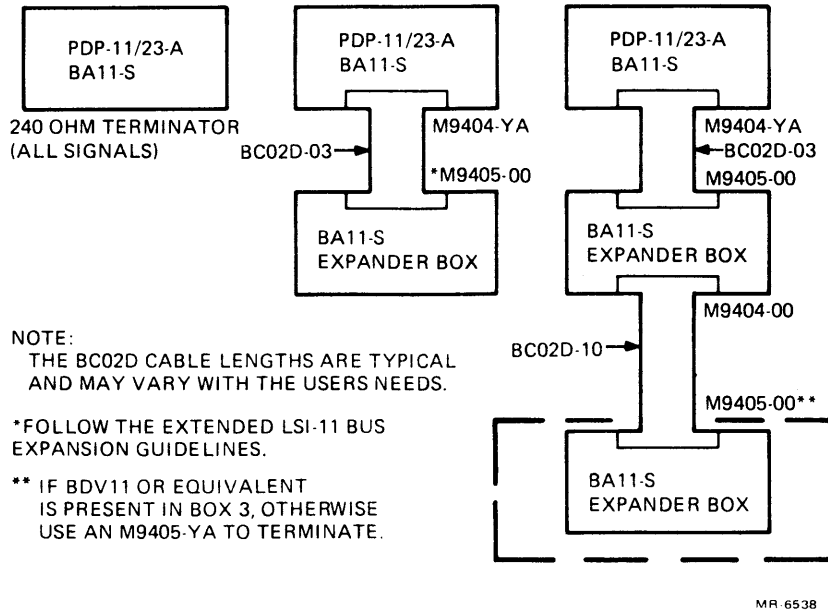 PDP-11/23-A
BA11-S
240 OHM TERMINATOR
(ALL SIGNALS)
PDP-11/23-A
BA11-S
M9404-YA
BC02D-03
*M9405-00
BA11-S
EXPANDER BOX
PDP-11/23-A
BA11-S
M9404-YA
BC02D-03
M9405-00
BA11-S
EXPANDER BOX
M9404-00
BC02D-10
M9405-00**
BA11-S
EXPANDER BOX
NOTE:
THE BC02D CABLE LENGTHS ARE TYPICAL
AND MAY VARY WITH THE USERS NEEDS.
*FOLLOW THE EXTENDED LSI-11 BUS
EXPANSION GUIDELINES.
** IF BDV11 OR EQUIVALENT
IS PRESENT IN BOX 3, OTHERWISE
USE AN M9405-YA TO TERMINATE.
MR-6538